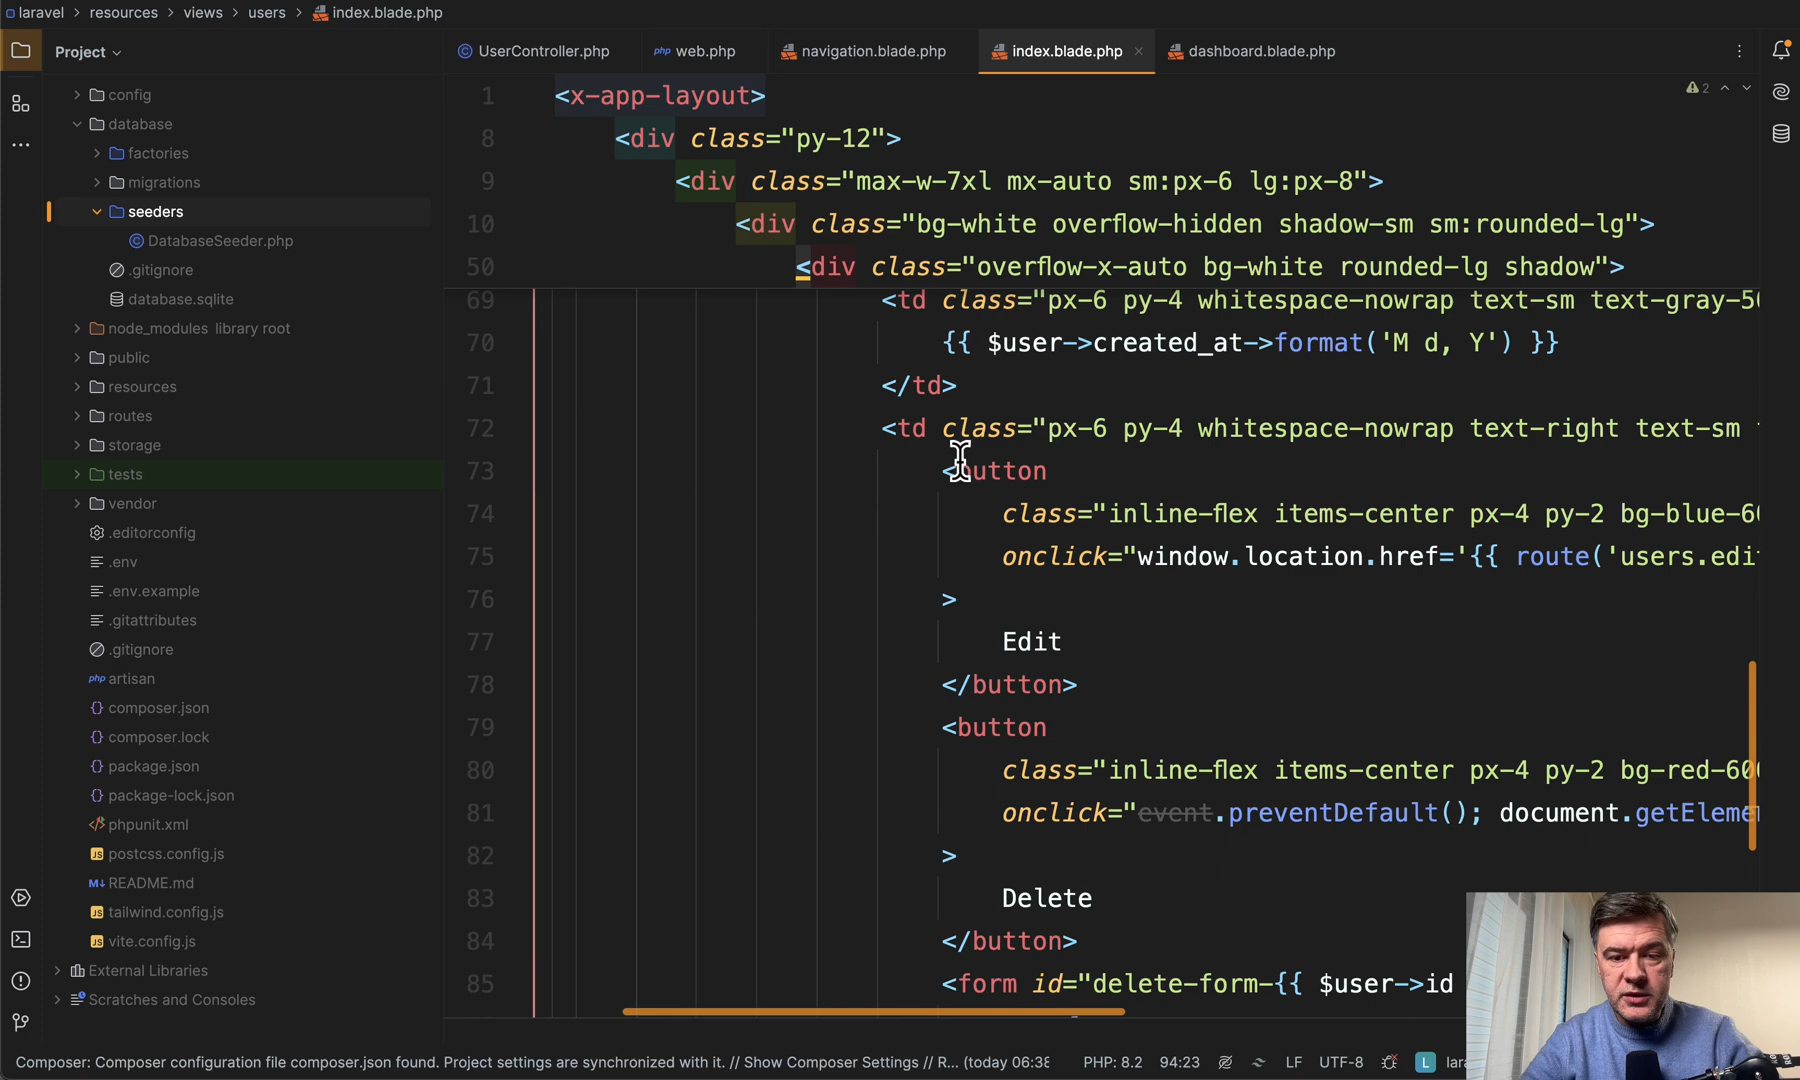 laravel > resources > views > users > index.blade.php
Project
UserController.php
php web.php
navigation.blade.php
index.blade.php ×
dashboard.blade.php
config
database
factories
migrations
seeders
DatabaseSeeder.php
.gitignore
database.sqlite
node_modules library root
public
resources
routes
storage
tests
vendor
.editorconfig
.env
.env.example
.gitattributes
.gitignore
php artisan
{} composer.json
{} composer.lock
{} package.json
{} package-lock.json
phpunit.xml
JS postcss.config.js
M↓ README.md
JS tailwind.config.js
JS vite.config.js
External Libraries
Scratches and Consoles
2
1 <x-app-layout>
8 <div class="py-12">
9 <div class="max-w-7xl mx-auto sm:px-6 lg:px-8">
10 <div class="bg-white overflow-hidden shadow-sm sm:rounded-lg">
50 <div class="overflow-x-auto bg-white rounded-lg shadow">
69 <td class="px-6 py-4 whitespace-nowrap text-sm text-gray-50
70 {{ $user->created_at->format('M d, Y') }}
71 </td>
72 <td class="px-6 py-4 whitespace-nowrap text-right text-sm
73 <button
74 class="inline-flex items-center px-4 py-2 bg-blue-60
75 onclick="window.location.href='{{ route('users.edi
76 >
77 Edit
78 </button>
79 <button
80 class="inline-flex items-center px-4 py-2 bg-red-600
81 onclick="event.preventDefault(); document.getEleme
82 >
83 Delete
84 </button>
85 <form id="delete-form-{{ $user->id
Composer: Composer configuration file composer.json found. Project settings are synchronized with it. // Show Composer Settings // R... (today 06:38
PHP: 8.2 94:23 LF UTF-8 L lara